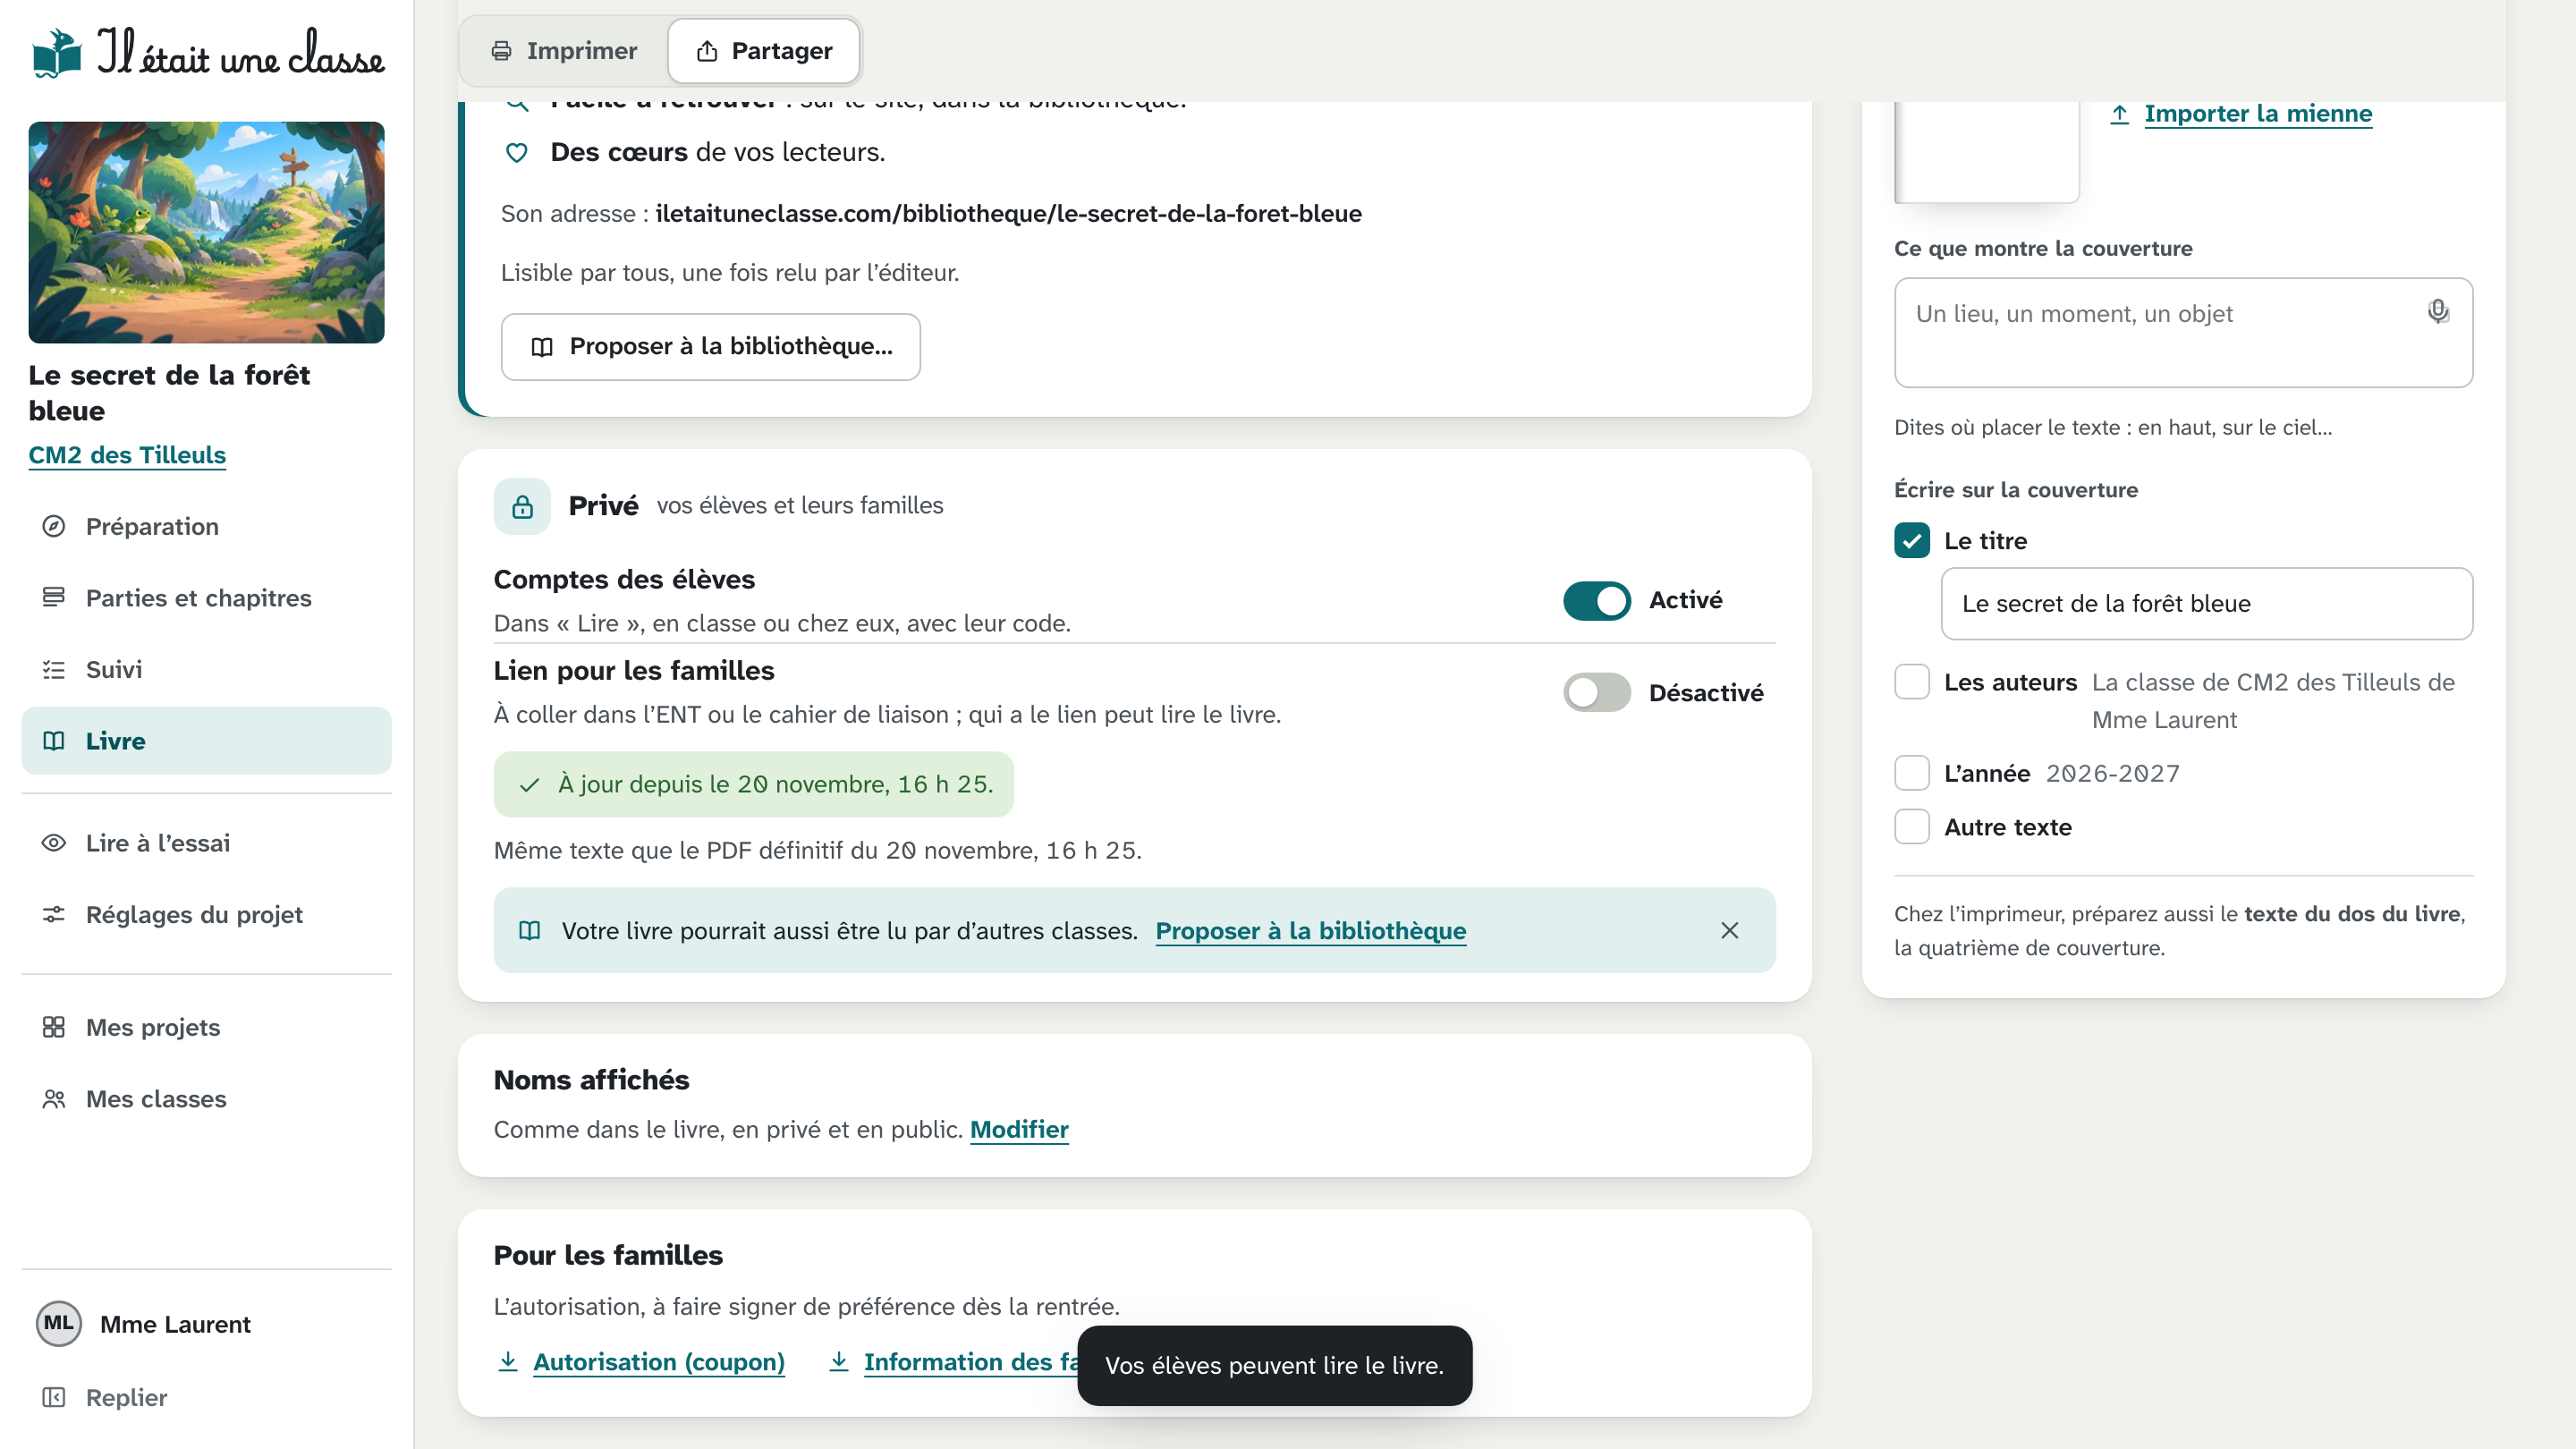 Il était une classe
Le secret de la forêt
bleue
CM2 des Tilleuls
Préparation
Parties et chapitres
Suivi
Livre
Lire à l’essai
Réglages du projet
Mes projets
Mes classes
ML Mme Laurent
Replier
Imprimer
Partager
Facile à retrouver : sur le site, dans la bibliothèque.
Des cœurs de vos lecteurs.
Son adresse : iletaituneclasse.com/bibliotheque/le-secret-de-la-foret-bleue
Lisible par tous, une fois relu par l’éditeur.
Proposer à la bibliothèque…
Privé vos élèves et leurs familles
Comptes des élèves
Dans « Lire », en classe ou chez eux, avec leur code.
Activé
Lien pour les familles
À coller dans l’ENT ou le cahier de liaison ; qui a le lien peut lire le livre.
Désactivé
À jour depuis le 20 novembre, 16 h 25.
Même texte que le PDF définitif du 20 novembre, 16 h 25.
Votre livre pourrait aussi être lu par d’autres classes. Proposer à la bibliothèque
Noms affichés
Comme dans le livre, en privé et en public. Modifier
Pour les familles
L’autorisation, à faire signer de préférence dès la rentrée.
Autorisation (coupon)
Information des fa
Vos élèves peuvent lire le livre.
Importer la mienne
Ce que montre la couverture
Un lieu, un moment, un objet
Dites où placer le texte : en haut, sur le ciel…
Écrire sur la couverture
Le titre
Le secret de la forêt bleue
Les auteurs La classe de CM2 des Tilleuls de
Mme Laurent
L’année 2026-2027
Autre texte
Chez l’imprimeur, préparez aussi le texte du dos du livre,
la quatrième de couverture.